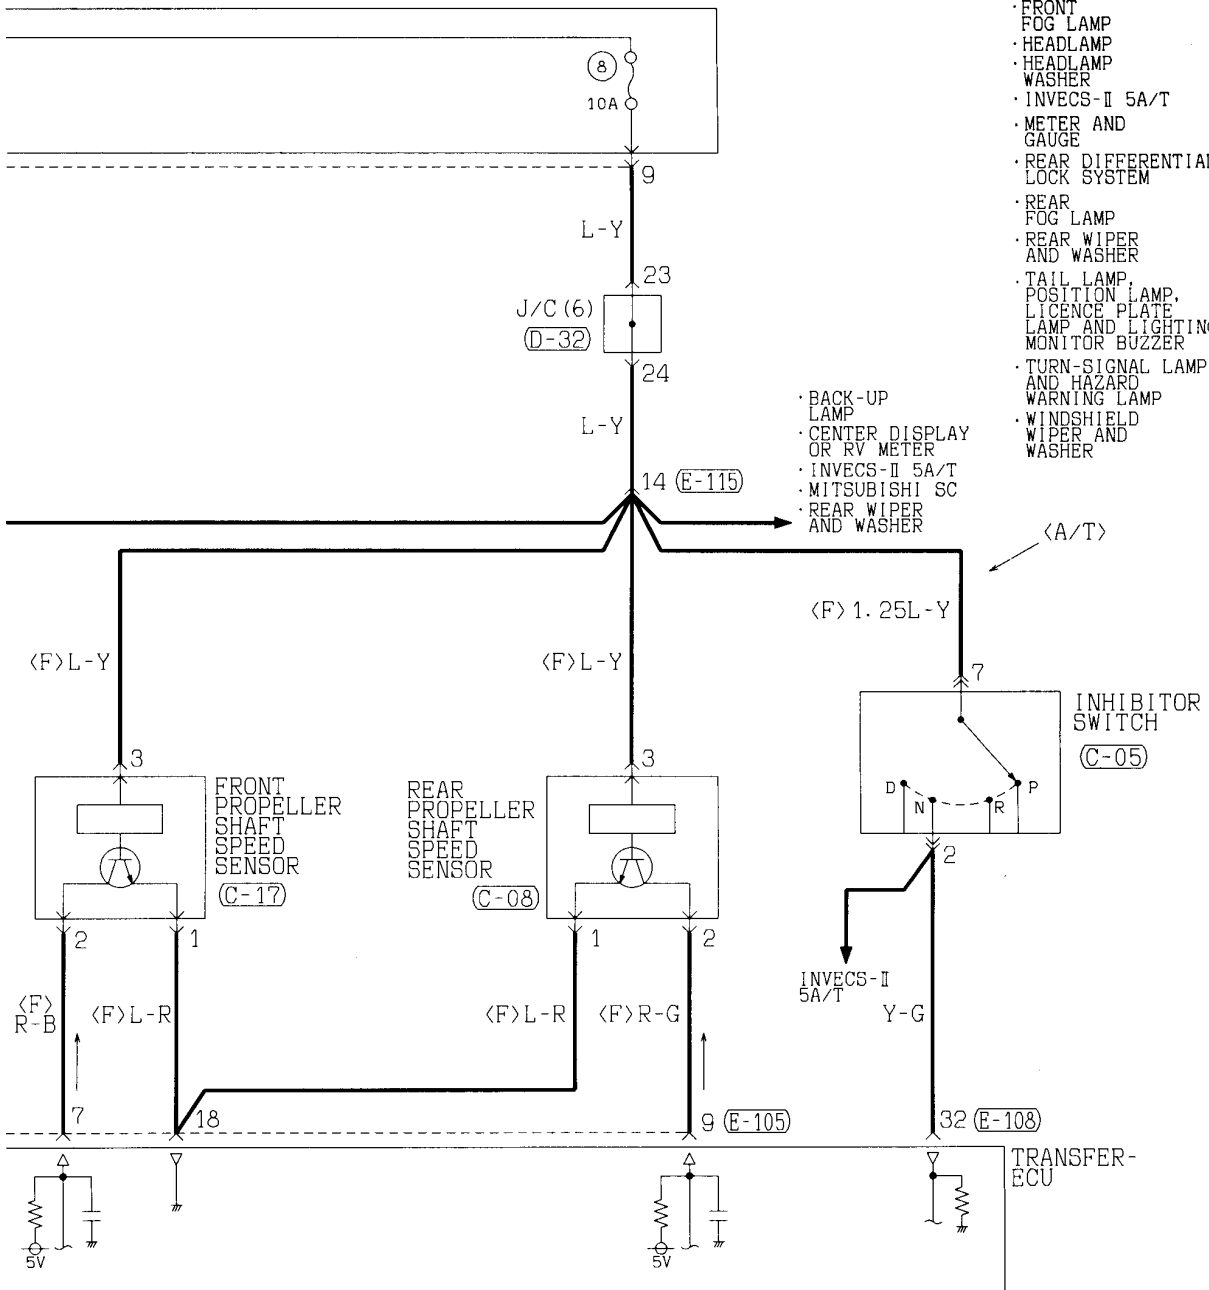 · FRONT
FOG LAMP
· HEADLAMP
· HEADLAMP
WASHER
· INVECS-Ⅱ 5A/T
· METER AND
GAUGE
· REAR DIFFERENTIAL
LOCK SYSTEM
· REAR
FOG LAMP
· REAR WIPER
AND WASHER
· TAIL LAMP,
POSITION LAMP,
LICENCE PLATE
LAMP AND LIGHTING
MONITOR BUZZER
· TURN-SIGNAL LAMP
AND HAZARD
WARNING LAMP
· WINDSHIELD
WIPER AND
WASHER
8
10A
9
L-Y
23
J/C (6)
D-32
24
L-Y
14 E-115
· BACK-UP
LAMP
· CENTER DISPLAY
OR RV METER
· INVECS-Ⅱ 5A/T
· MITSUBISHI SC
· REAR WIPER
AND WASHER
〈A/T〉
〈F〉L-Y
〈F〉L-Y
〈F〉1.25L-Y
7
INHIBITOR
SWITCH
C-05
D
N
R
P
3
FRONT
PROPELLER
SHAFT
SPEED
SENSOR
C-17
3
REAR
PROPELLER
SHAFT
SPEED
SENSOR
C-08
2
1
1
2
2
〈F〉
R-B
〈F〉L-R
〈F〉L-R
〈F〉R-G
INVECS-Ⅱ
5A/T
Y-G
7
18
9 E-105
32 E-108
TRANSFER-
ECU
5V
5V